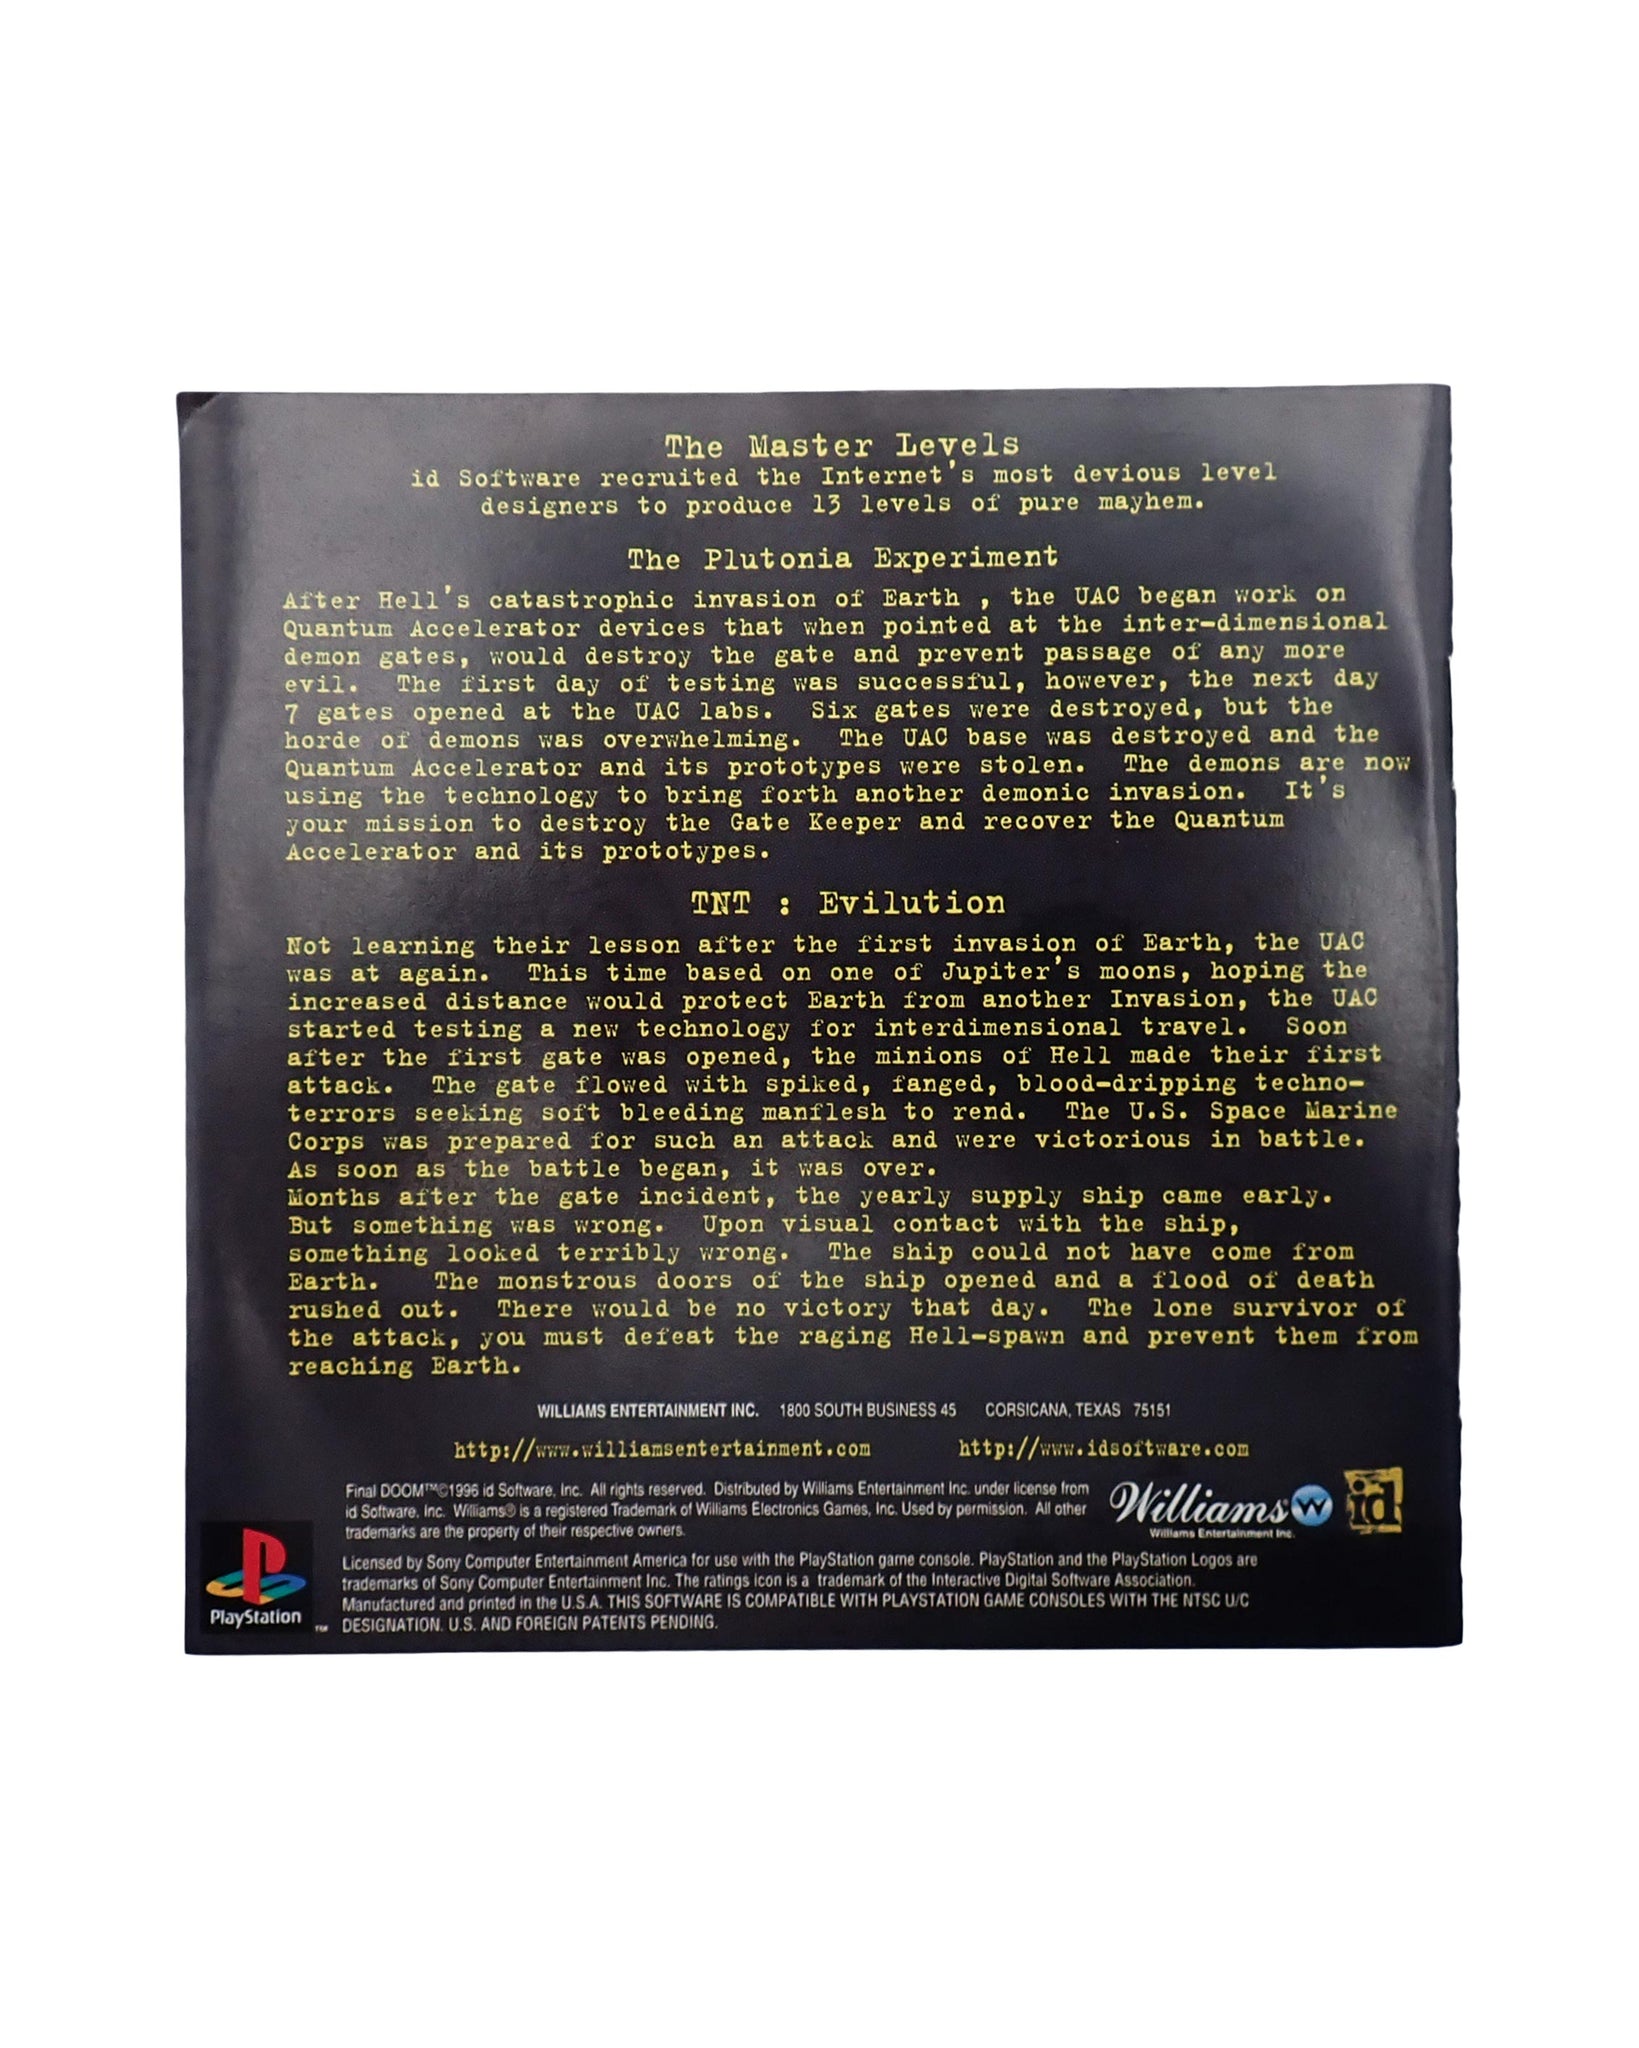 The Master Levels
id Software recruited the Internet's most devious level
designers to produce 13 levels of pure mayhem.
The Plutonia Experiment
After Hell's catastrophic invasion of Earth , the UAC began work on
Quantum Accelerator devices that when pointed at the inter-dimensional
demon gates, would destroy the gate and prevent passage of any more
evil. The first day of testing was successful, however, the next day
7 gates opened at the UAC labs. Six gates were destroyed, but the
horde of demons was overwhelming. The UAC base was destroyed and the
Quantum Accelerator and its prototypes were stolen. The demons are now
using the technology to bring forth another demonic invasion. It's
your mission to destroy the Gate Keeper and recover the Quantum
Accelerator and its prototypes.
TNT : Evilution
Not learning their lesson after the first invasion of Earth, the UAC
was at again. This time based on one of Jupiter's moons, hoping the
increased distance would protect Earth from another Invasion, the UAC
started testing a new technology for interdimensional travel. Soon
after the first gate was opened, the minions of Hell made their first
attack. The gate flowed with spiked, fanged, blood-dripping techno-
terrors seeking soft bleeding manflesh to rend. The U.S. Space Marine
Corps was prepared for such an attack and were victorious in battle.
As soon as the battle began, it was over.
Months after the gate incident, the yearly supply ship came early.
But something was wrong. Upon visual contact with the ship,
something looked terribly wrong. The ship could not have come from
Earth. The monstrous doors of the ship opened and a flood of death
rushed out. There would be no victory that day. The lone survivor of
the attack, you must defeat the raging Hell-spawn and prevent them from
reaching Earth.
WILLIAMS ENTERTAINMENT INC. 1800 SOUTH BUSINESS 45 CORSICANA, TEXAS 75151
http://www.williamsentertainment.com http://www.idsoftware.com
Final DOOM™©1996 id Software, Inc. All rights reserved. Distributed by Williams Entertainment Inc. under license from
id Software, Inc. Williams® is a registered Trademark of Williams Electronics Games, Inc. Used by permission. All other
trademarks are the property of their respective owners.
Williams W
Williams Entertainment Inc.
id
Licensed by Sony Computer Entertainment America for use with the PlayStation game console. PlayStation and the PlayStation Logos are
trademarks of Sony Computer Entertainment Inc. The ratings icon is a trademark of the Interactive Digital Software Association.
Manufactured and printed in the U.S.A. THIS SOFTWARE IS COMPATIBLE WITH PLAYSTATION GAME CONSOLES WITH THE NTSC U/C
DESIGNATION. U.S. AND FOREIGN PATENTS PENDING.
PlayStation ™